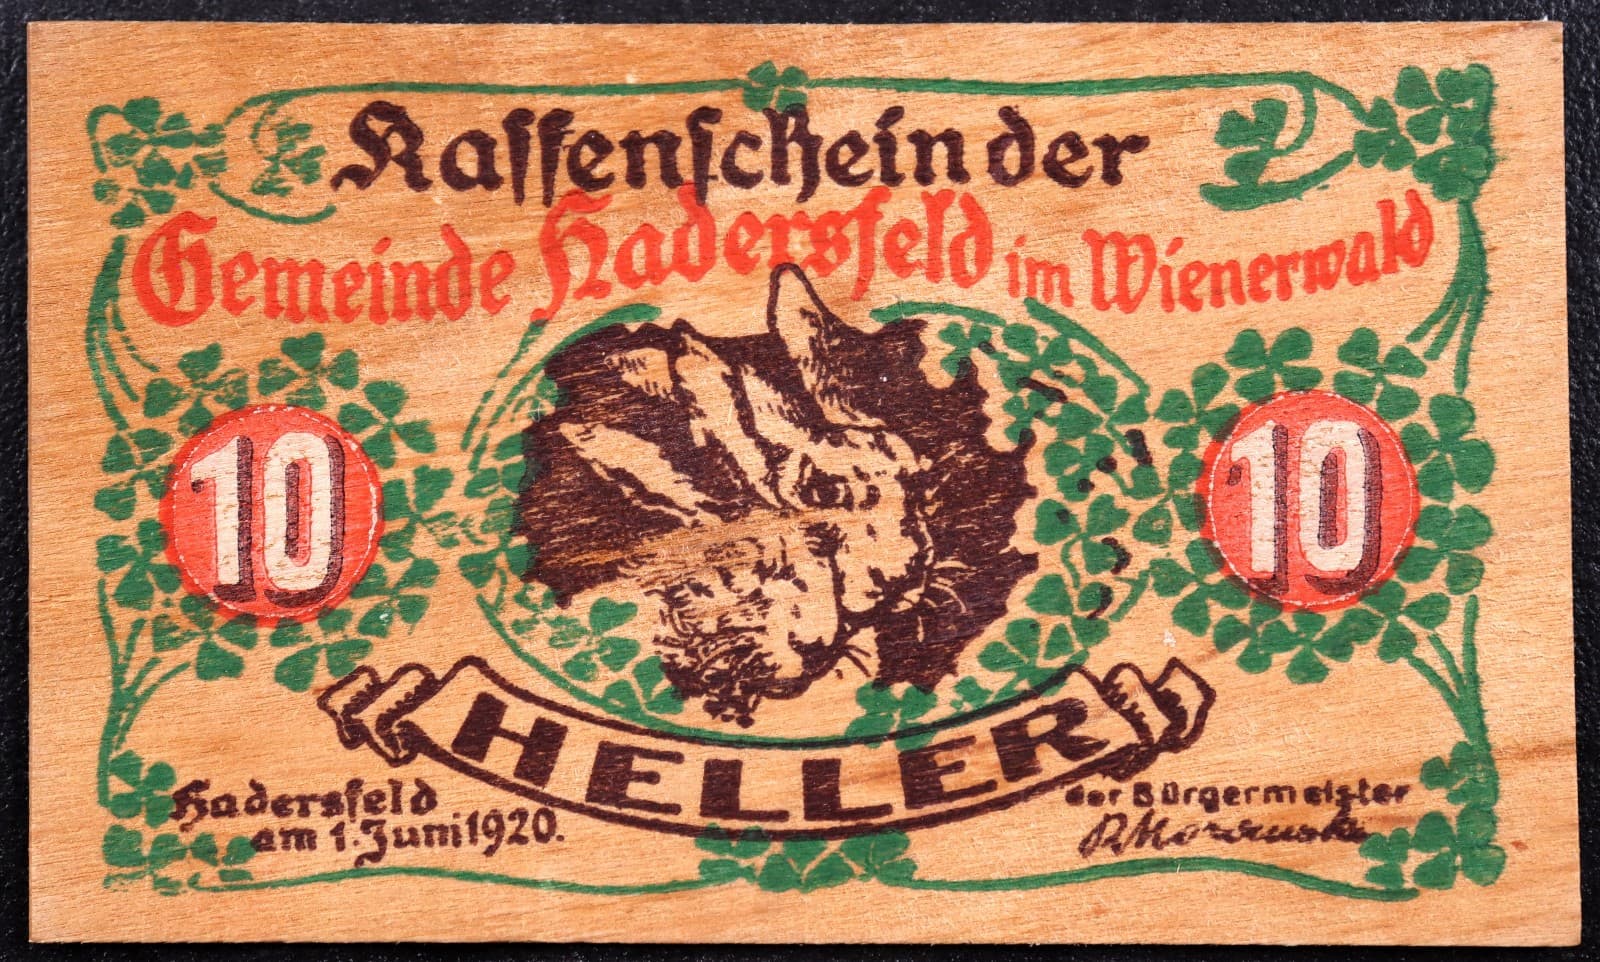 Kassenschein der
Gemeinde Hadersfeld im Wienerwald
10
10
HELLER
Hadersfeld
am 1. Juni 1920.
der Bürgermeister